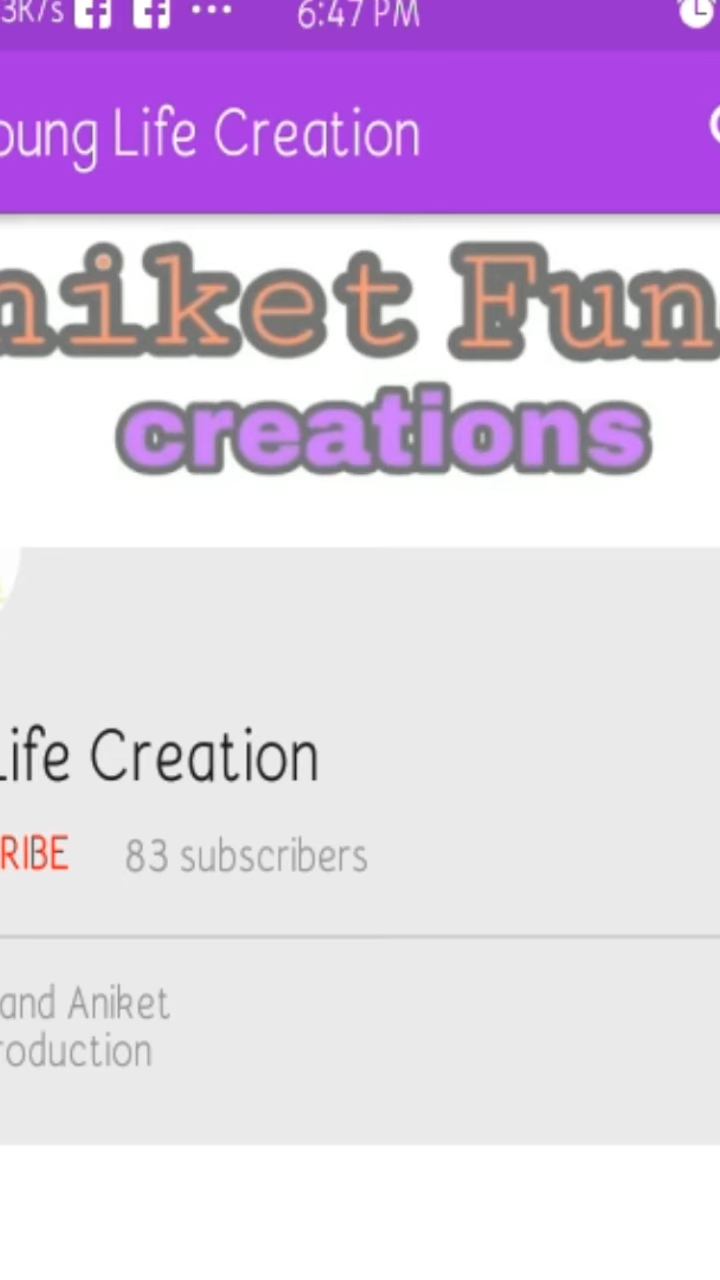 3K/s ... 6:47 PM
oung Life Creation
niket Fun
creations
Life Creation
RIBE 83 subscribers
and Aniket
roduction